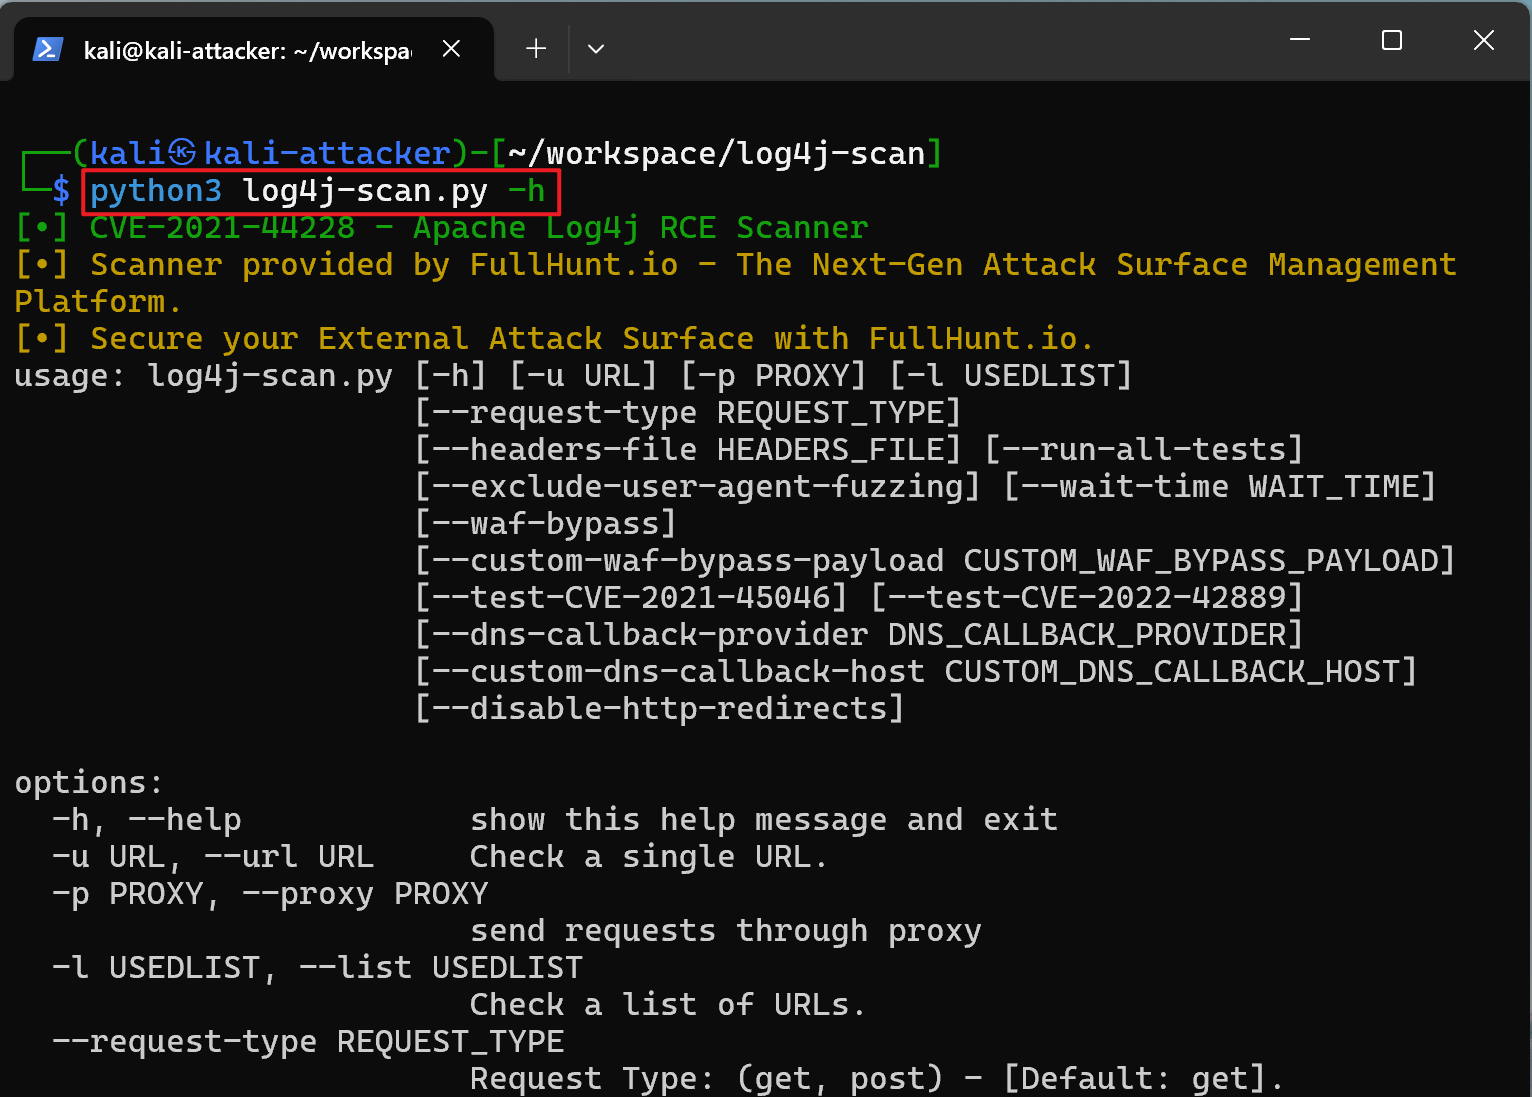 kali@kali-attacker: ~/workspa
┌──(kali㉿kali-attacker)-[~/workspace/log4j-scan]
└─$ python3 log4j-scan.py -h
[•] CVE-2021-44228 - Apache Log4j RCE Scanner
[•] Scanner provided by FullHunt.io - The Next-Gen Attack Surface Management
Platform.
[•] Secure your External Attack Surface with FullHunt.io.
usage: log4j-scan.py [-h] [-u URL] [-p PROXY] [-l USEDLIST]
[--request-type REQUEST_TYPE]
[--headers-file HEADERS_FILE] [--run-all-tests]
[--exclude-user-agent-fuzzing] [--wait-time WAIT_TIME]
[--waf-bypass]
[--custom-waf-bypass-payload CUSTOM_WAF_BYPASS_PAYLOAD]
[--test-CVE-2021-45046] [--test-CVE-2022-42889]
[--dns-callback-provider DNS_CALLBACK_PROVIDER]
[--custom-dns-callback-host CUSTOM_DNS_CALLBACK_HOST]
[--disable-http-redirects]
options:
-h, --help show this help message and exit
-u URL, --url URL Check a single URL.
-p PROXY, --proxy PROXY
send requests through proxy
-l USEDLIST, --list USEDLIST
Check a list of URLs.
--request-type REQUEST_TYPE
Request Type: (get, post) - [Default: get].